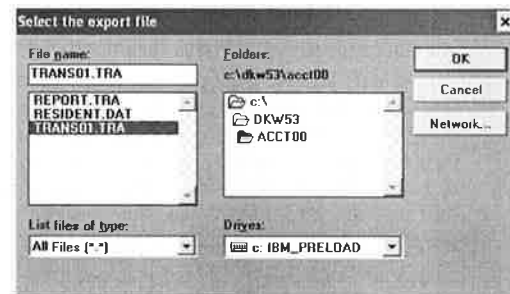 Select the export file
File name:
TRANS01.TRA
REPORT.TRA
RESIDENT.DAT
TRANS01.TRA
List files of type:
All Files (*.*)
Folders:
c:\dkw53\acct00
c:\
DKW53
ACCT00
Drives:
c: IBM_PRELOAD
OK
Cancel
Network...